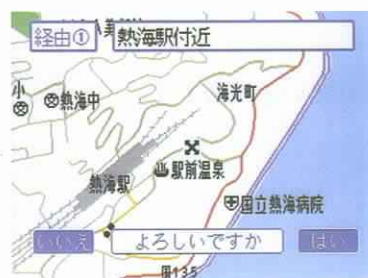 経由① 熱海駅付近
小
熱海中
海光町
駅前温泉
熱海駅
国立熱海病院
いいえ よろしいですか はい
国135